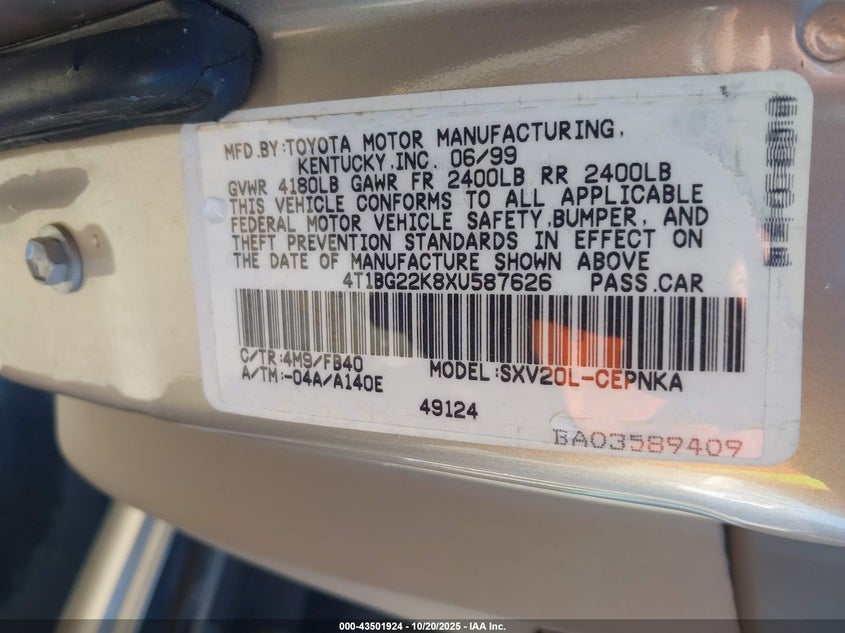 MFD.BY:TOYOTA MOTOR MANUFACTURING,
KENTUCKY,INC. 06/99
GVWR 4180LB GAWR FR 2400LB RR 2400LB
THIS VEHICLE CONFORMS TO ALL APPLICABLE
FEDERAL MOTOR VEHICLE SAFETY,BUMPER, AND
THEFT PREVENTION STANDARDS IN EFFECT ON
THE DATE OF MANUFACTURE SHOWN ABOVE
4T1BG22K8XU587626 PASS.CAR
C/TR:4M9/FB40
A/TM:-04A/A140E
MODEL:SXV20L-CEPNKA
49124
BA03589409
000-43501924 | 10/20/2025 - IAA Inc.